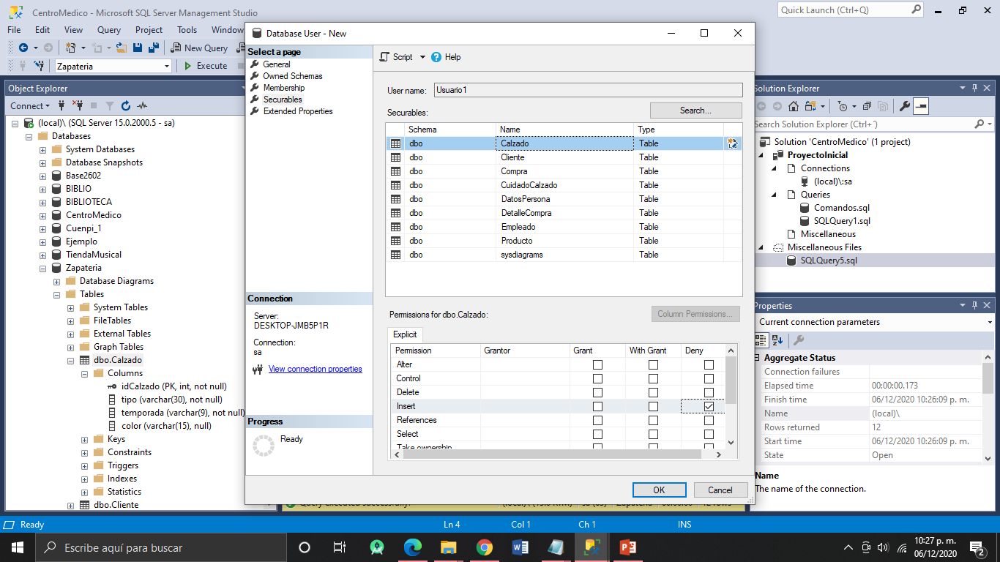 CentroMedico - Microsoft SQL Server Management Studio
Quick Launch (Ctrl+Q)
File Edit View Query Project Tools Window
New Query
Zapateria Execute
Object Explorer
Connect
(local)\ (SQL Server 15.0.2000.5 - sa)
Databases
System Databases
Database Snapshots
Base2602
BIBLIO
BIBLIOTECA
CentroMedico
Cuenpi_1
Ejemplo
TiendaMusical
Zapateria
Database Diagrams
Tables
System Tables
FileTables
External Tables
Graph Tables
dbo.Calzado
Columns
idCalzado (PK, int, not null)
tipo (varchar(30), not null)
temporada (varchar(9), not null)
color (varchar(15), null)
Keys
Constraints
Triggers
Indexes
Statistics
dbo.Cliente
Database User - New
Select a page
General
Owned Schemas
Membership
Securables
Extended Properties
Connection
Server:
DESKTOP-JMB5P1R
Connection:
sa
View connection properties
Progress
Ready
Script Help
User name: Usuario1
Securables: Search...
Schema Name Type
dbo Calzado Table
dbo Cliente Table
dbo Compra Table
dbo CuidadoCalzado Table
dbo DatosPersona Table
dbo DetalleCompra Table
dbo Empleado Table
dbo Producto Table
dbo sysdiagrams Table
Permissions for dbo.Calzado: Column Permissions...
Explicit
Permission Grantor Grant With Grant Deny
Alter
Control
Delete
Insert
References
Select
Take ownership
OK Cancel
Query executed successfully.
Solution Explorer
Search Solution Explorer (Ctrl+´)
Solution 'CentroMedico' (1 project)
ProyectoInicial
Connections
(local)\:sa
Queries
Comandos.sql
SQLQuery1.sql
Miscellaneous
Miscellaneous Files
SQLQuery5.sql
Properties
Current connection parameters
Aggregate Status
Connection failures
Elapsed time 00:00:00.173
Finish time 06/12/2020 10:26:09 p. m.
Name (local)\
Rows returned 12
Start time 06/12/2020 10:26:09 p. m.
State Open
Name
The name of the connection.
Ready Ln 4 Col 1 Ch 1 INS
Escribe aquí para buscar
10:27 p. m.
06/12/2020
2